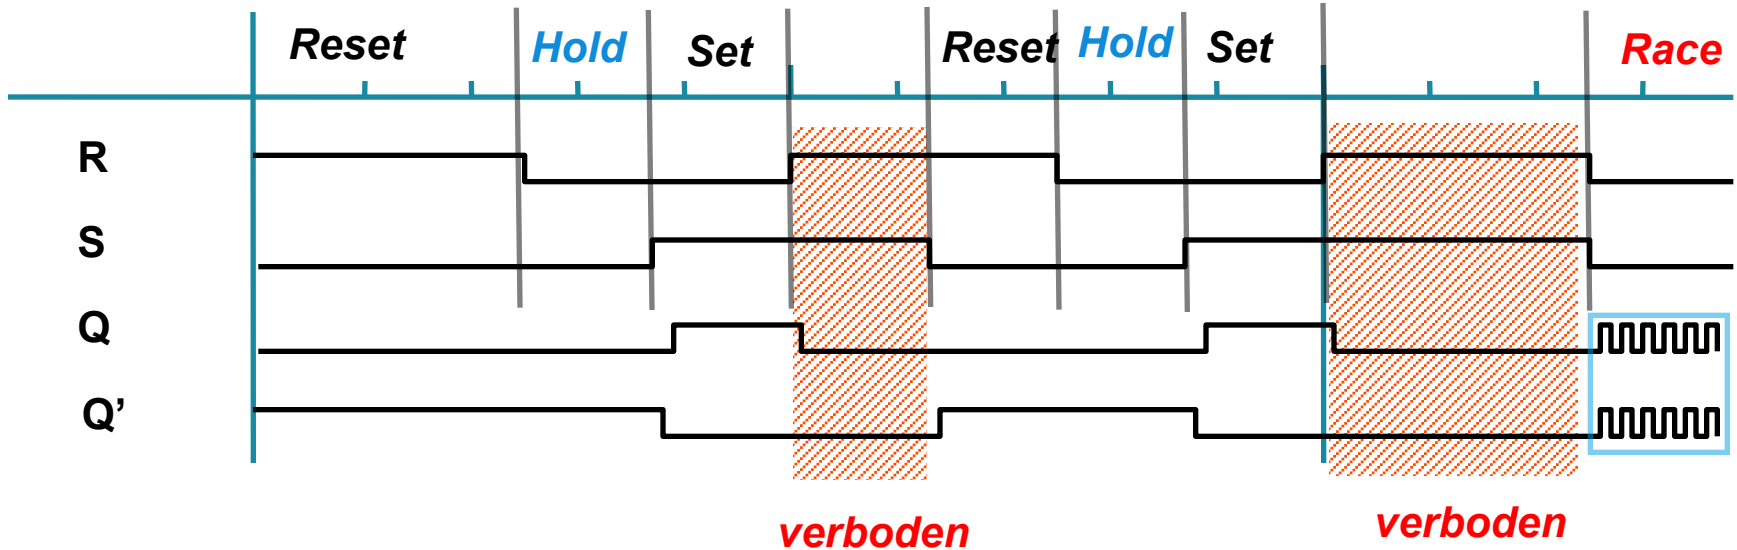 Reset Hold Set Reset Hold Set Race
R
S
Q
Q’
verboden verboden